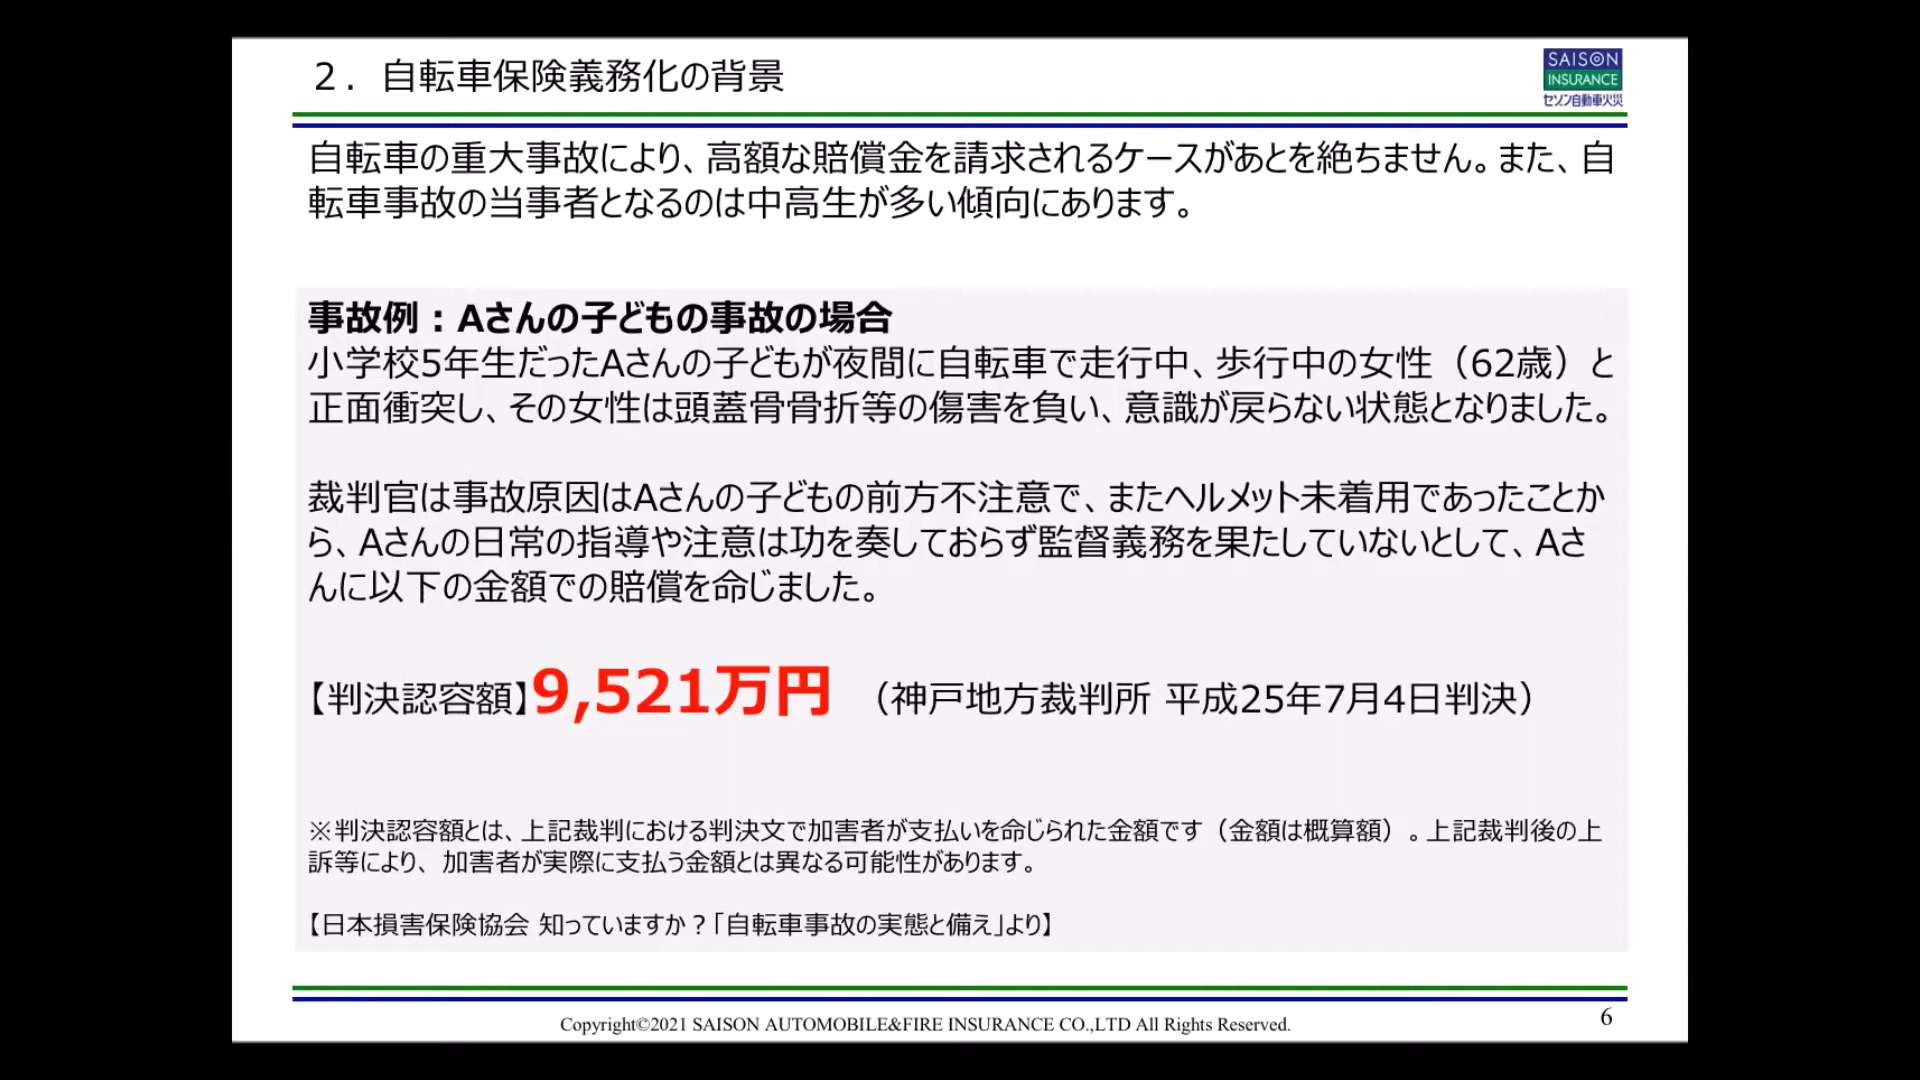 ２．自転車保険義務化の背景
SAISON
INSURANCE
セゾン自動車火災
自転車の重大事故により、高額な賠償金を請求されるケースがあとを絶ちません。また、自
転車事故の当事者となるのは中高生が多い傾向にあります。
事故例：Aさんの子どもの事故の場合
小学校5年生だったAさんの子どもが夜間に自転車で走行中、歩行中の女性（62歳）と
正面衝突し、その女性は頭蓋骨骨折等の傷害を負い、意識が戻らない状態となりました。
裁判官は事故原因はAさんの子どもの前方不注意で、またヘルメット未着用であったことか
ら、Aさんの日常の指導や注意は功を奏しておらず監督義務を果たしていないとして、Aさ
んに以下の金額での賠償を命じました。
【判決認容額】9,521万円 （神戸地方裁判所 平成25年7月4日判決）
※判決認容額とは、上記裁判における判決文で加害者が支払いを命じられた金額です（金額は概算額）。上記裁判後の上
訴等により、加害者が実際に支払う金額とは異なる可能性があります。
【日本損害保険協会 知っていますか？「自転車事故の実態と備え」より】
Copyright©2021 SAISON AUTOMOBILE&FIRE INSURANCE CO.,LTD All Rights Reserved.
6